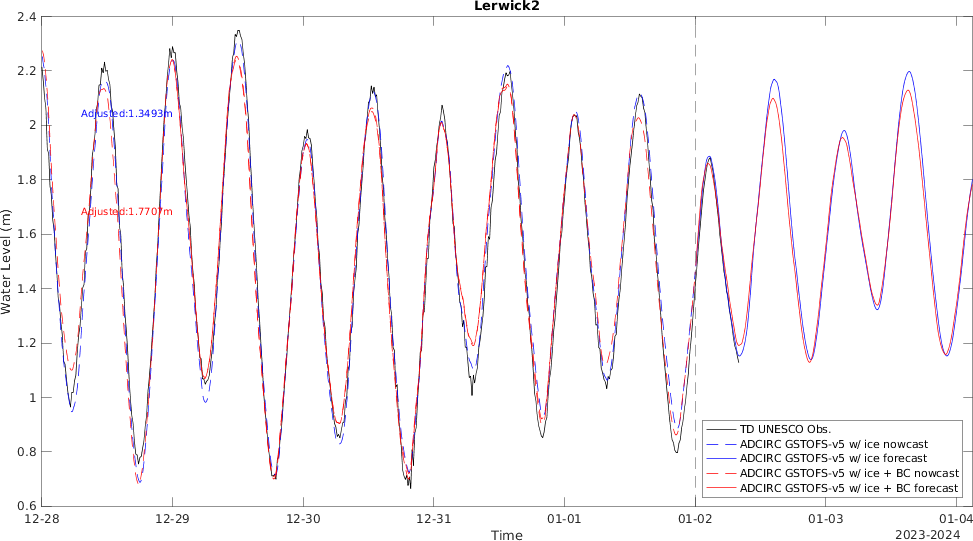 Lerwick2
2.4
2.2
2
1.8
1.6
1.4
1.2
1
0.8
0.6
Water Level (m)
Adjusted:1.3493m
Adjusted:1.7707m
TD UNESCO Obs.
ADCIRC GSTOFS-v5 w/ ice nowcast
ADCIRC GSTOFS-v5 w/ ice forecast
ADCIRC GSTOFS-v5 w/ ice + BC nowcast
ADCIRC GSTOFS-v5 w/ ice + BC forecast
12-28 12-29 12-30 12-31 01-01 01-02 01-03 01-04
Time
2023-2024